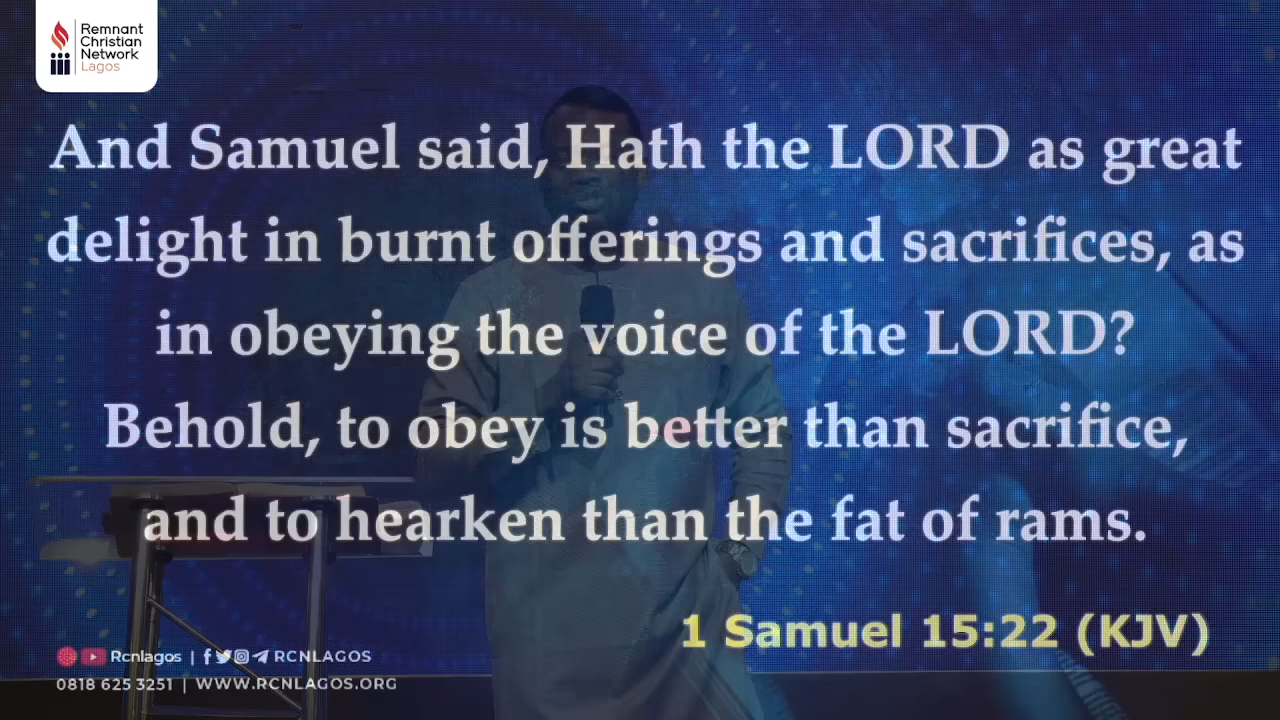 Remnant
Christian
Network
Lagos
And Samuel said, Hath the LORD as great
delight in burnt offerings and sacrifices, as
in obeying the voice of the LORD?
Behold, to obey is better than sacrifice,
and to hearken than the fat of rams.
1 Samuel 15:22 (KJV)
Rcnlagos | RCNLAGOS
0818 625 3251 | WWW.RCNLAGOS.ORG